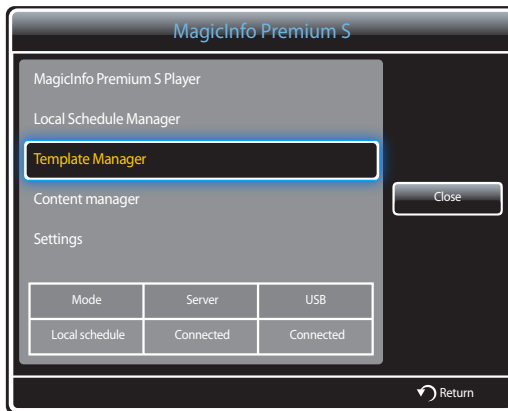 MagicInfo Premium S
MagicInfo Premium S Player
Local Schedule Manager
Template Manager
Content manager
Close
Settings
Mode Server USB
Local schedule Connected Connected
Return